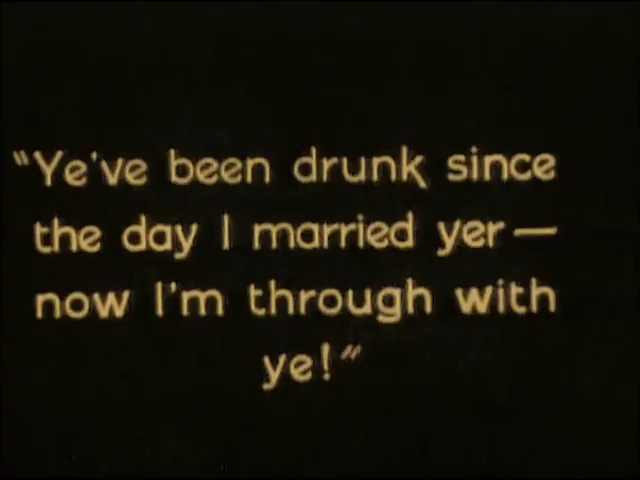 "Ye've been drunk since
the day I married yer—
now I'm through with
ye!"